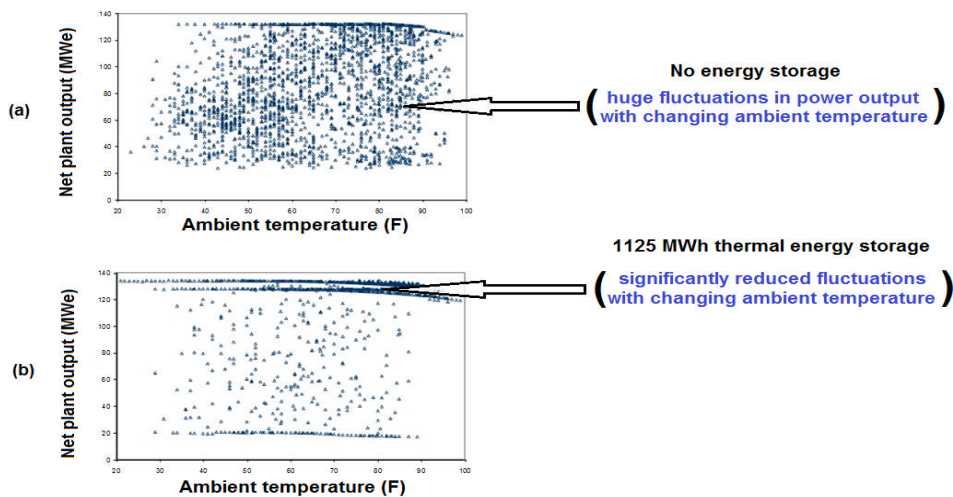 (a)
Net plant output (MWe)
140
120
100
80
60
40
20
0
20 30 40 50 60 70 80 90 100
Ambient temperature (F)
No energy storage
( huge fluctuations in power output
with changing ambient temperature )
(b)
Net plant output (MWe)
140
120
100
80
60
40
20
0
20 30 40 50 60 70 80 90 100
Ambient temperature (F)
1125 MWh thermal energy storage
( significantly reduced fluctuations
with changing ambient temperature )